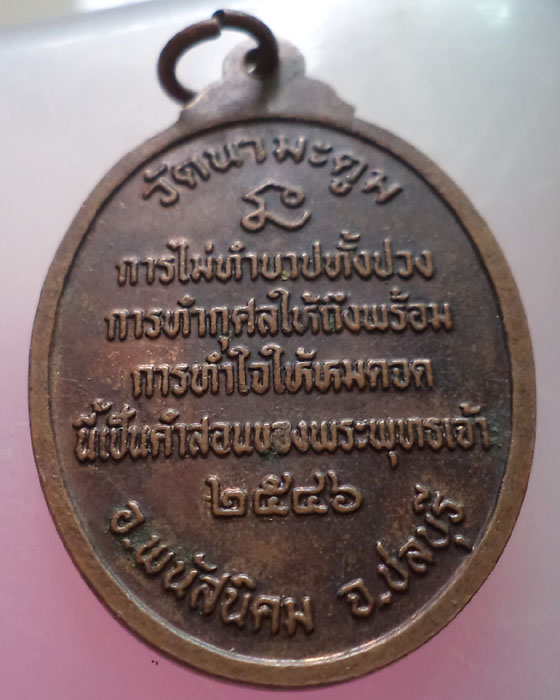 วัดนามะตูม
การไม่ทำบาปทั้งปวง
การทำกุศลให้ถึงพร้อม
การทำใจให้หมดจด
นี้เป็นคำสอนของพระพุทธเจ้า
๒๕๔๖
อ.พนัสนิคม จ.ชลบุรี